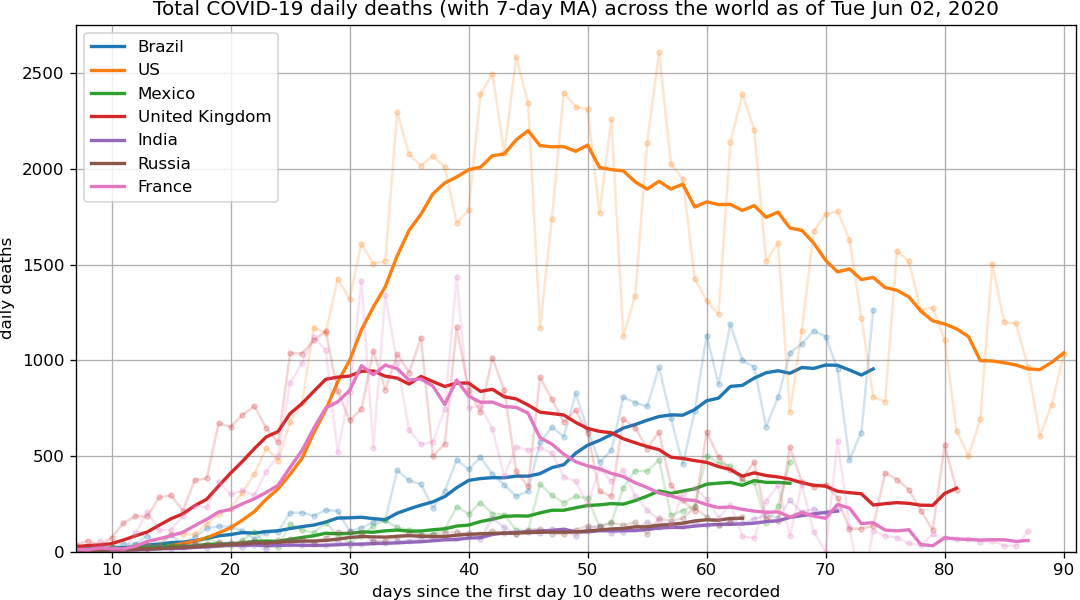 Total COVID-19 daily deaths (with 7-day MA) across the world as of Tue Jun 02, 2020
Brazil
US
Mexico
United Kingdom
India
Russia
France
2500
2000
1500
1000
500
0
daily deaths
10 20 30 40 50 60 70 80 90
days since the first day 10 deaths were recorded